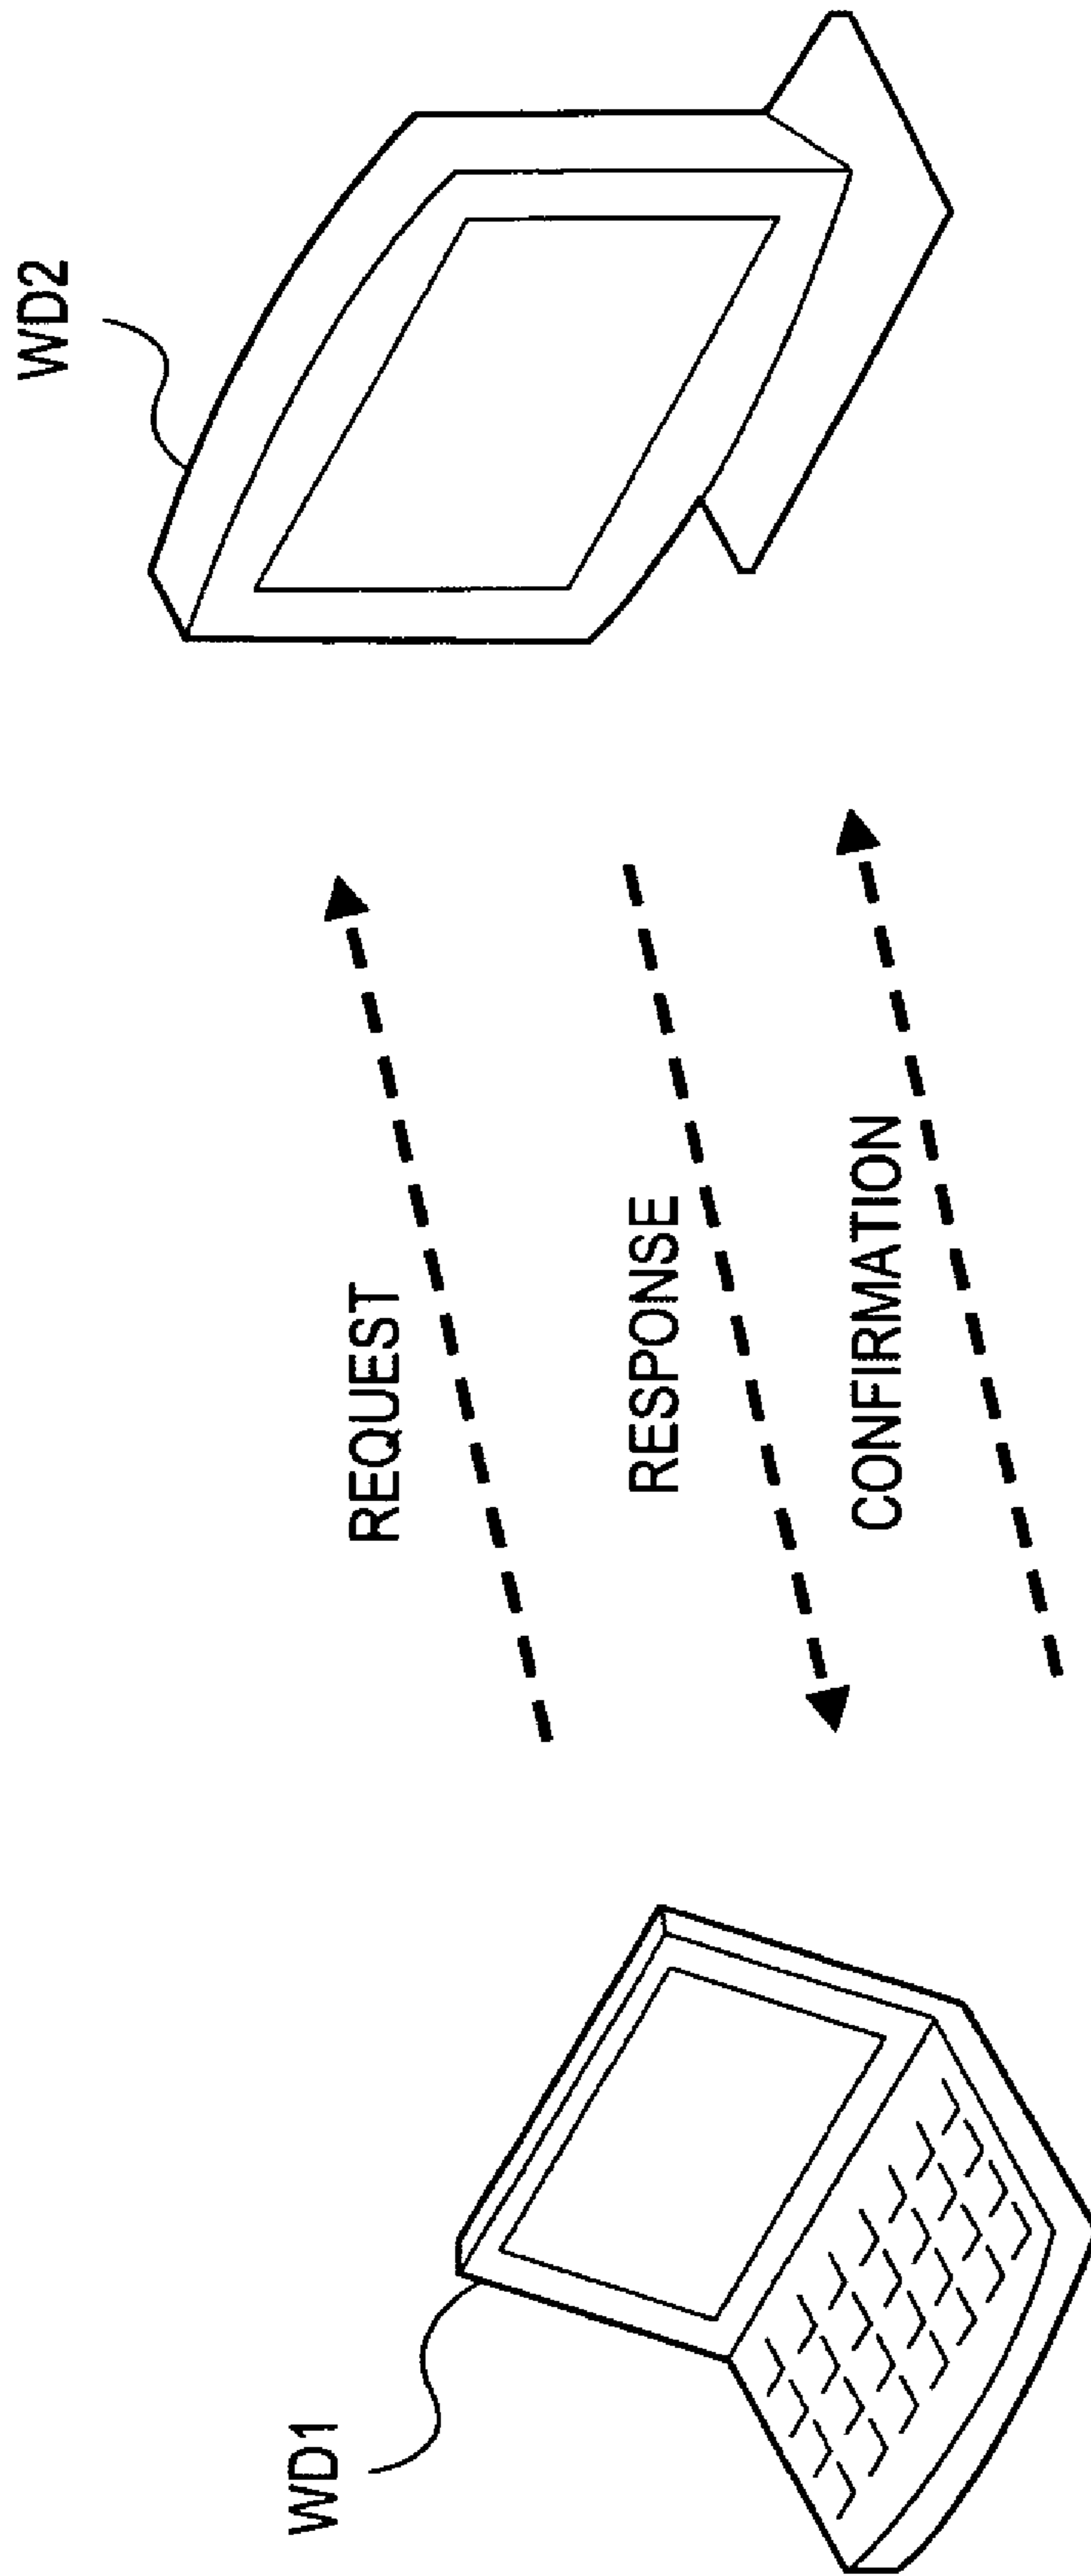 WD1
WD2
REQUEST
RESPONSE
CONFIRMATION